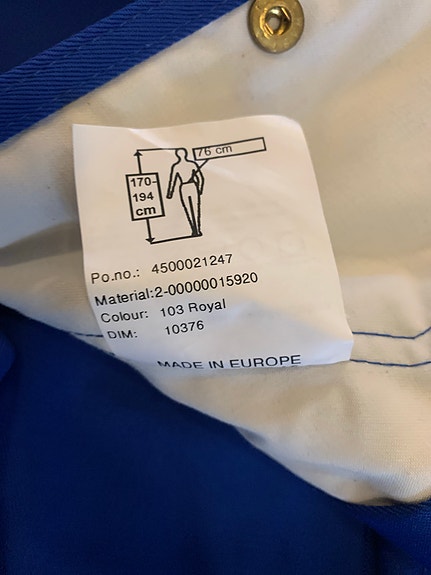 76 cm
170-
194
cm
Po.no.: 4500021247
Material:2-00000015920
Colour: 103 Royal
DIM: 10376
MADE IN EUROPE